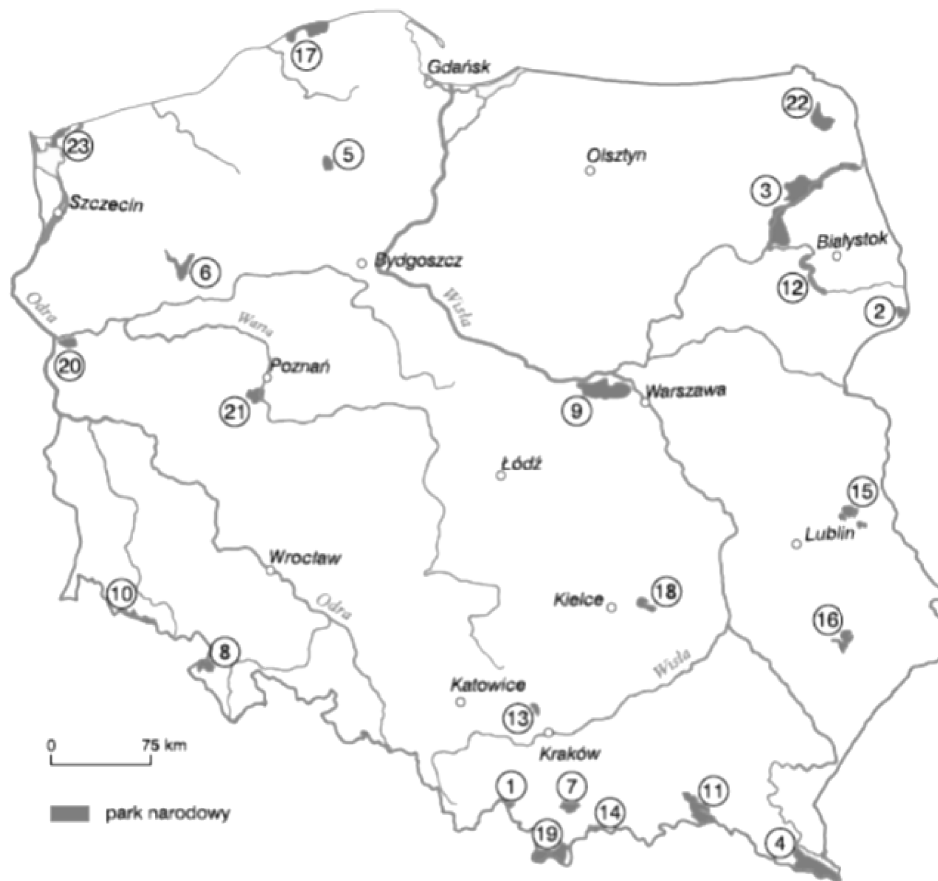 17
Gdańsk
22
23
5
Olsztyn
3
Szczecin
Białystok
6
Bydgoszcz
12
Odra
Wisła
2
Warta
20
Poznań
21
9
Warszawa
Łódź
15
Lublin
Wrocław
10
Kielce
18
Odra
16
8
Wisła
Katowice
13
0 75 km
Kraków
1
7
11
park narodowy
14
19
4